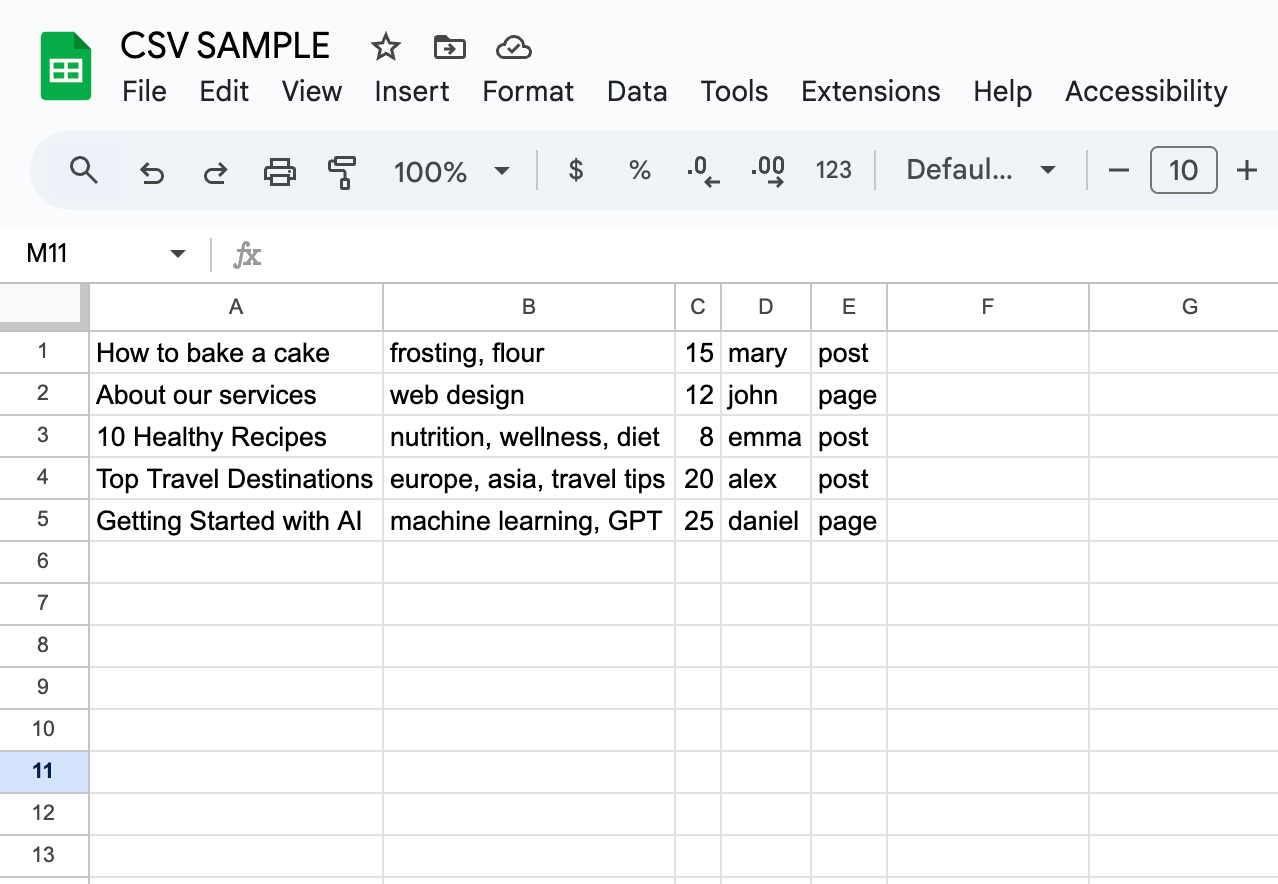 CSV SAMPLE
File Edit View Insert Format Data Tools Extensions Help Accessibility
100% $ % .0 .00 123 Defaul... 10
M11 fx
A B C D E F G
1 How to bake a cake frosting, flour 15 mary post
2 About our services web design 12 john page
3 10 Healthy Recipes nutrition, wellness, diet 8 emma post
4 Top Travel Destinations europe, asia, travel tips 20 alex post
5 Getting Started with AI machine learning, GPT 25 daniel page
6
7
8
9
10
11
12
13